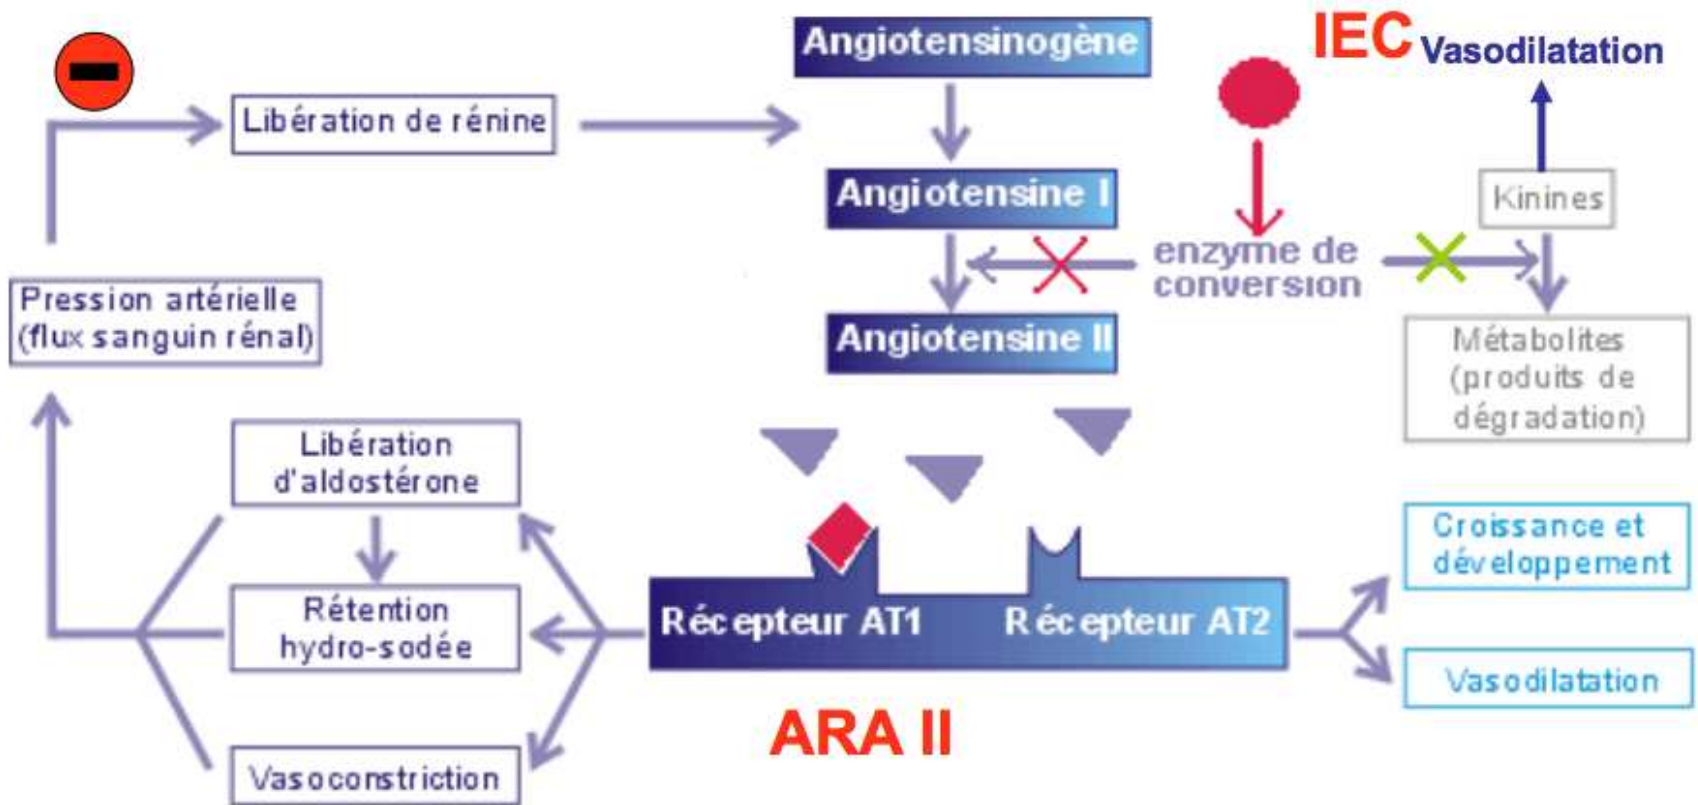 Angiotensinogène
IEC Vasodilatation
Libération de rénine
Angiotensine I
Kinines
enzyme de
conversion
Pression artérielle
(flux sanguin rénal)
Angiotensine II
Métabolites
(produits de
dégradation)
Libération
d'aldostérone
Croissance et
développement
Rétention
hydro-sodée
Récepteur AT1
Récepteur AT2
Vasodilatation
ARA II
Vasoconstriction